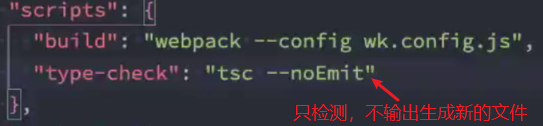 "scripts": {
"build": "webpack --config wk.config.js",
"type-check": "tsc --noEmit"
只检测，不输出生成新的文件
},